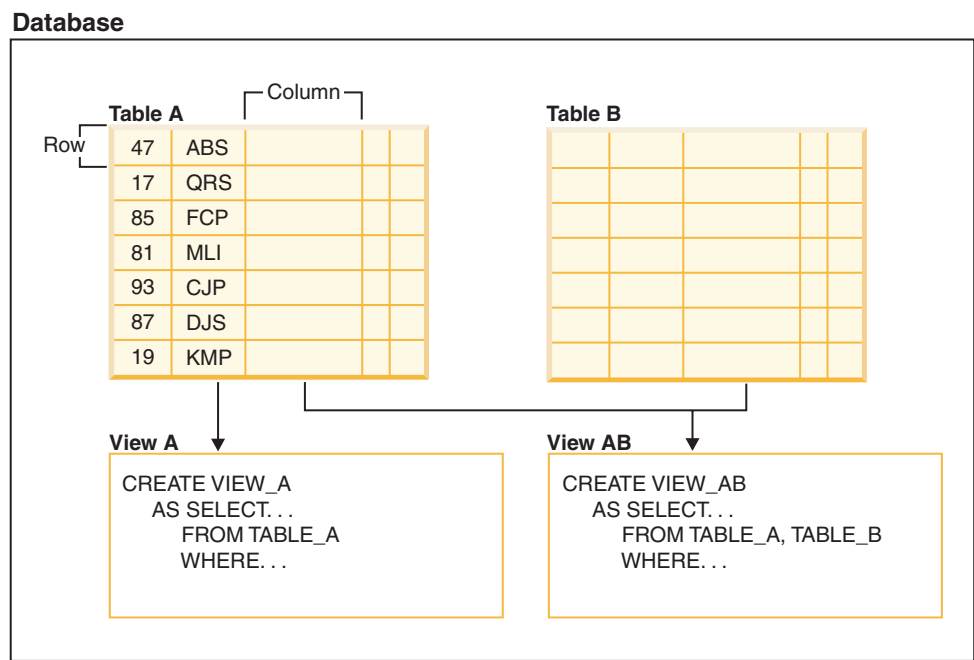 Database
Column
Table A
Table B
Row
47 ABS
17 QRS
85 FCP
81 MLI
93 CJP
87 DJS
19 KMP
View A
CREATE VIEW_A
AS SELECT. . .
FROM TABLE_A
WHERE. . .
View AB
CREATE VIEW_AB
AS SELECT. . .
FROM TABLE_A, TABLE_B
WHERE. . .